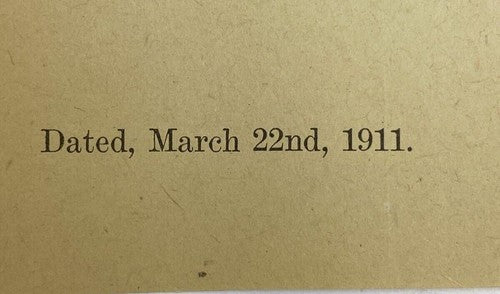 Dated, March 22nd, 1911.